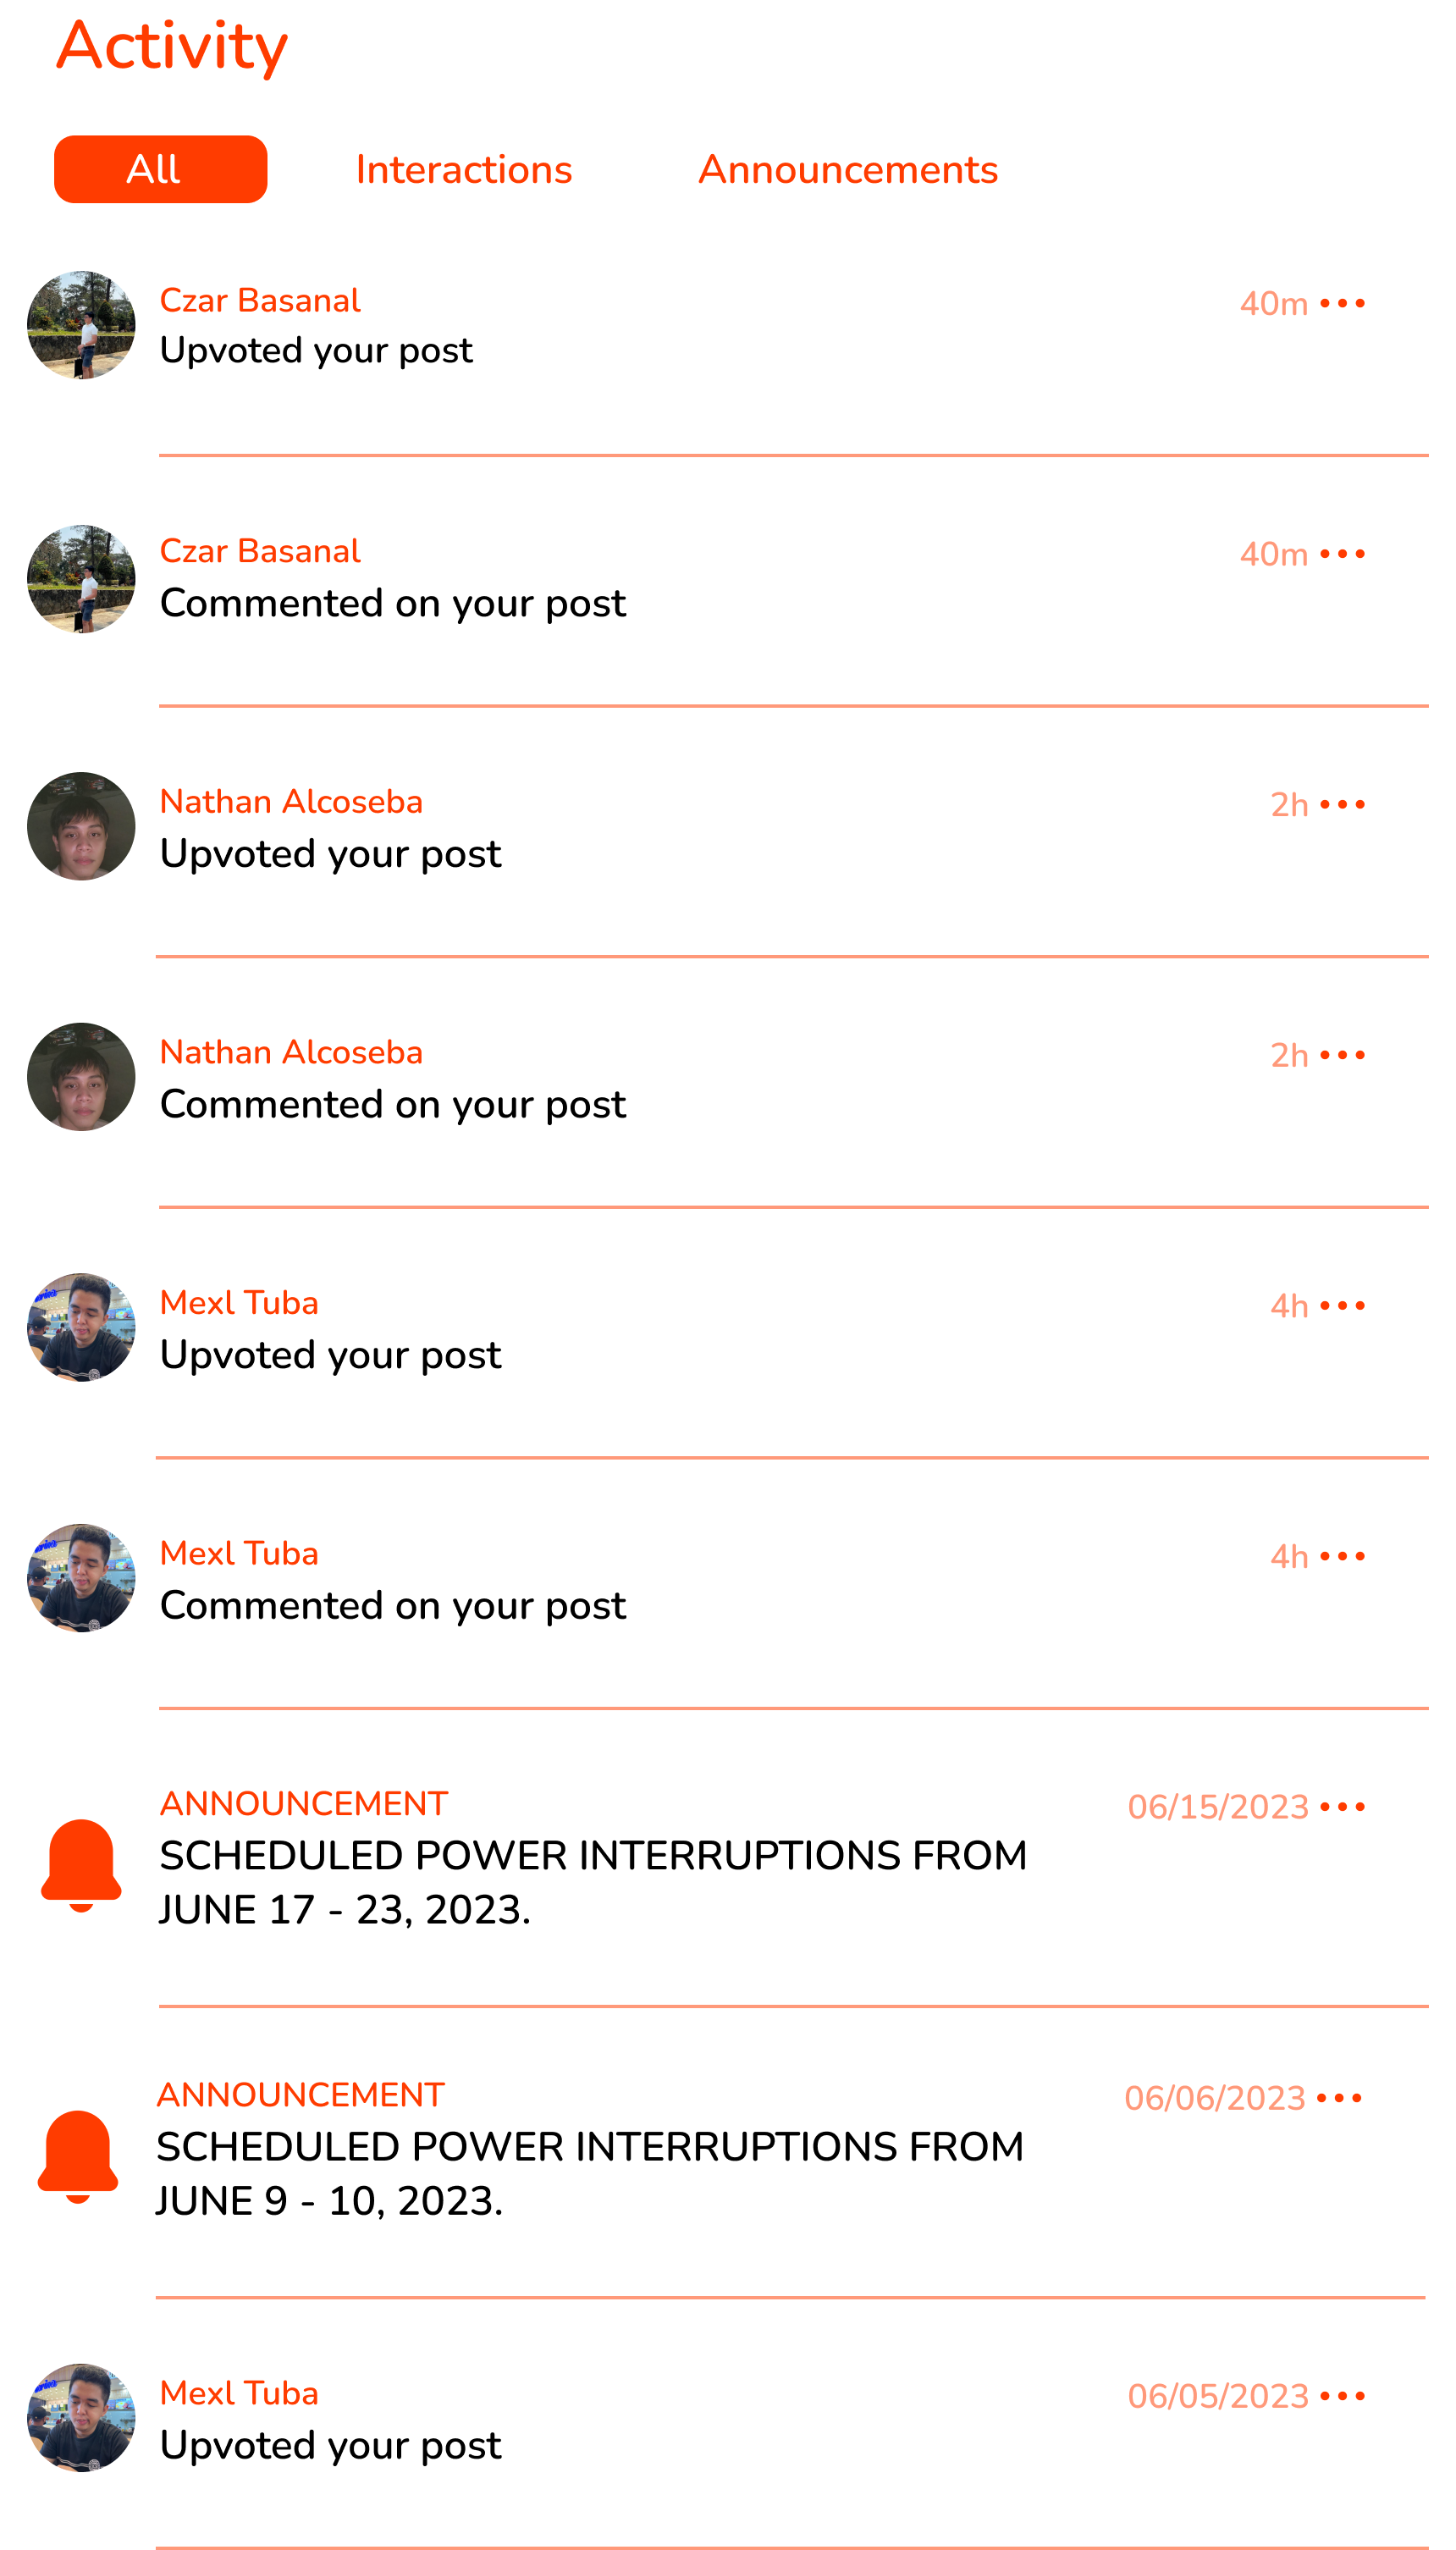 Activity
All
Interactions
Announcements
Czar Basanal
40m
Upvoted your post
Czar Basanal
40m
Commented on your post
Nathan Alcoseba
2h
Upvoted your post
Nathan Alcoseba
2h
Commented on your post
Mexl Tuba
4h
Upvoted your post
Mexl Tuba
4h
Commented on your post
ANNOUNCEMENT
06/15/2023
SCHEDULED POWER INTERRUPTIONS FROM
JUNE 17 - 23, 2023.
ANNOUNCEMENT
06/06/2023
SCHEDULED POWER INTERRUPTIONS FROM
JUNE 9 - 10, 2023.
Mexl Tuba
06/05/2023
Upvoted your post